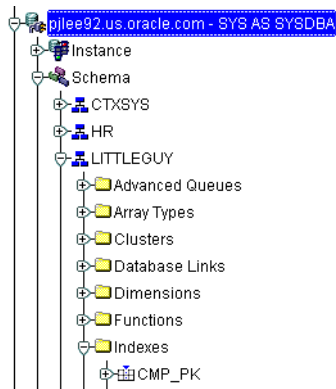 pjlee92.us.oracle.com - SYS AS SYSDBA
Instance
Schema
CTXSYS
HR
LITTLEGUY
Advanced Queues
Array Types
Clusters
Database Links
Dimensions
Functions
Indexes
CMP_PK